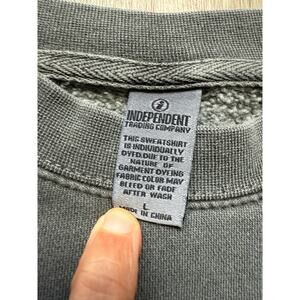 INDEPENDENT
TRADING COMPANY
THIS SWEATSHIRT
IS INDIVIDUALLY
DYED.DUE TO THE
NATURE OF
GARMENT DYEING
FABRIC COLOR MAY
BLEED OR FADE
AFTER WASH
L
MADE IN CHINA